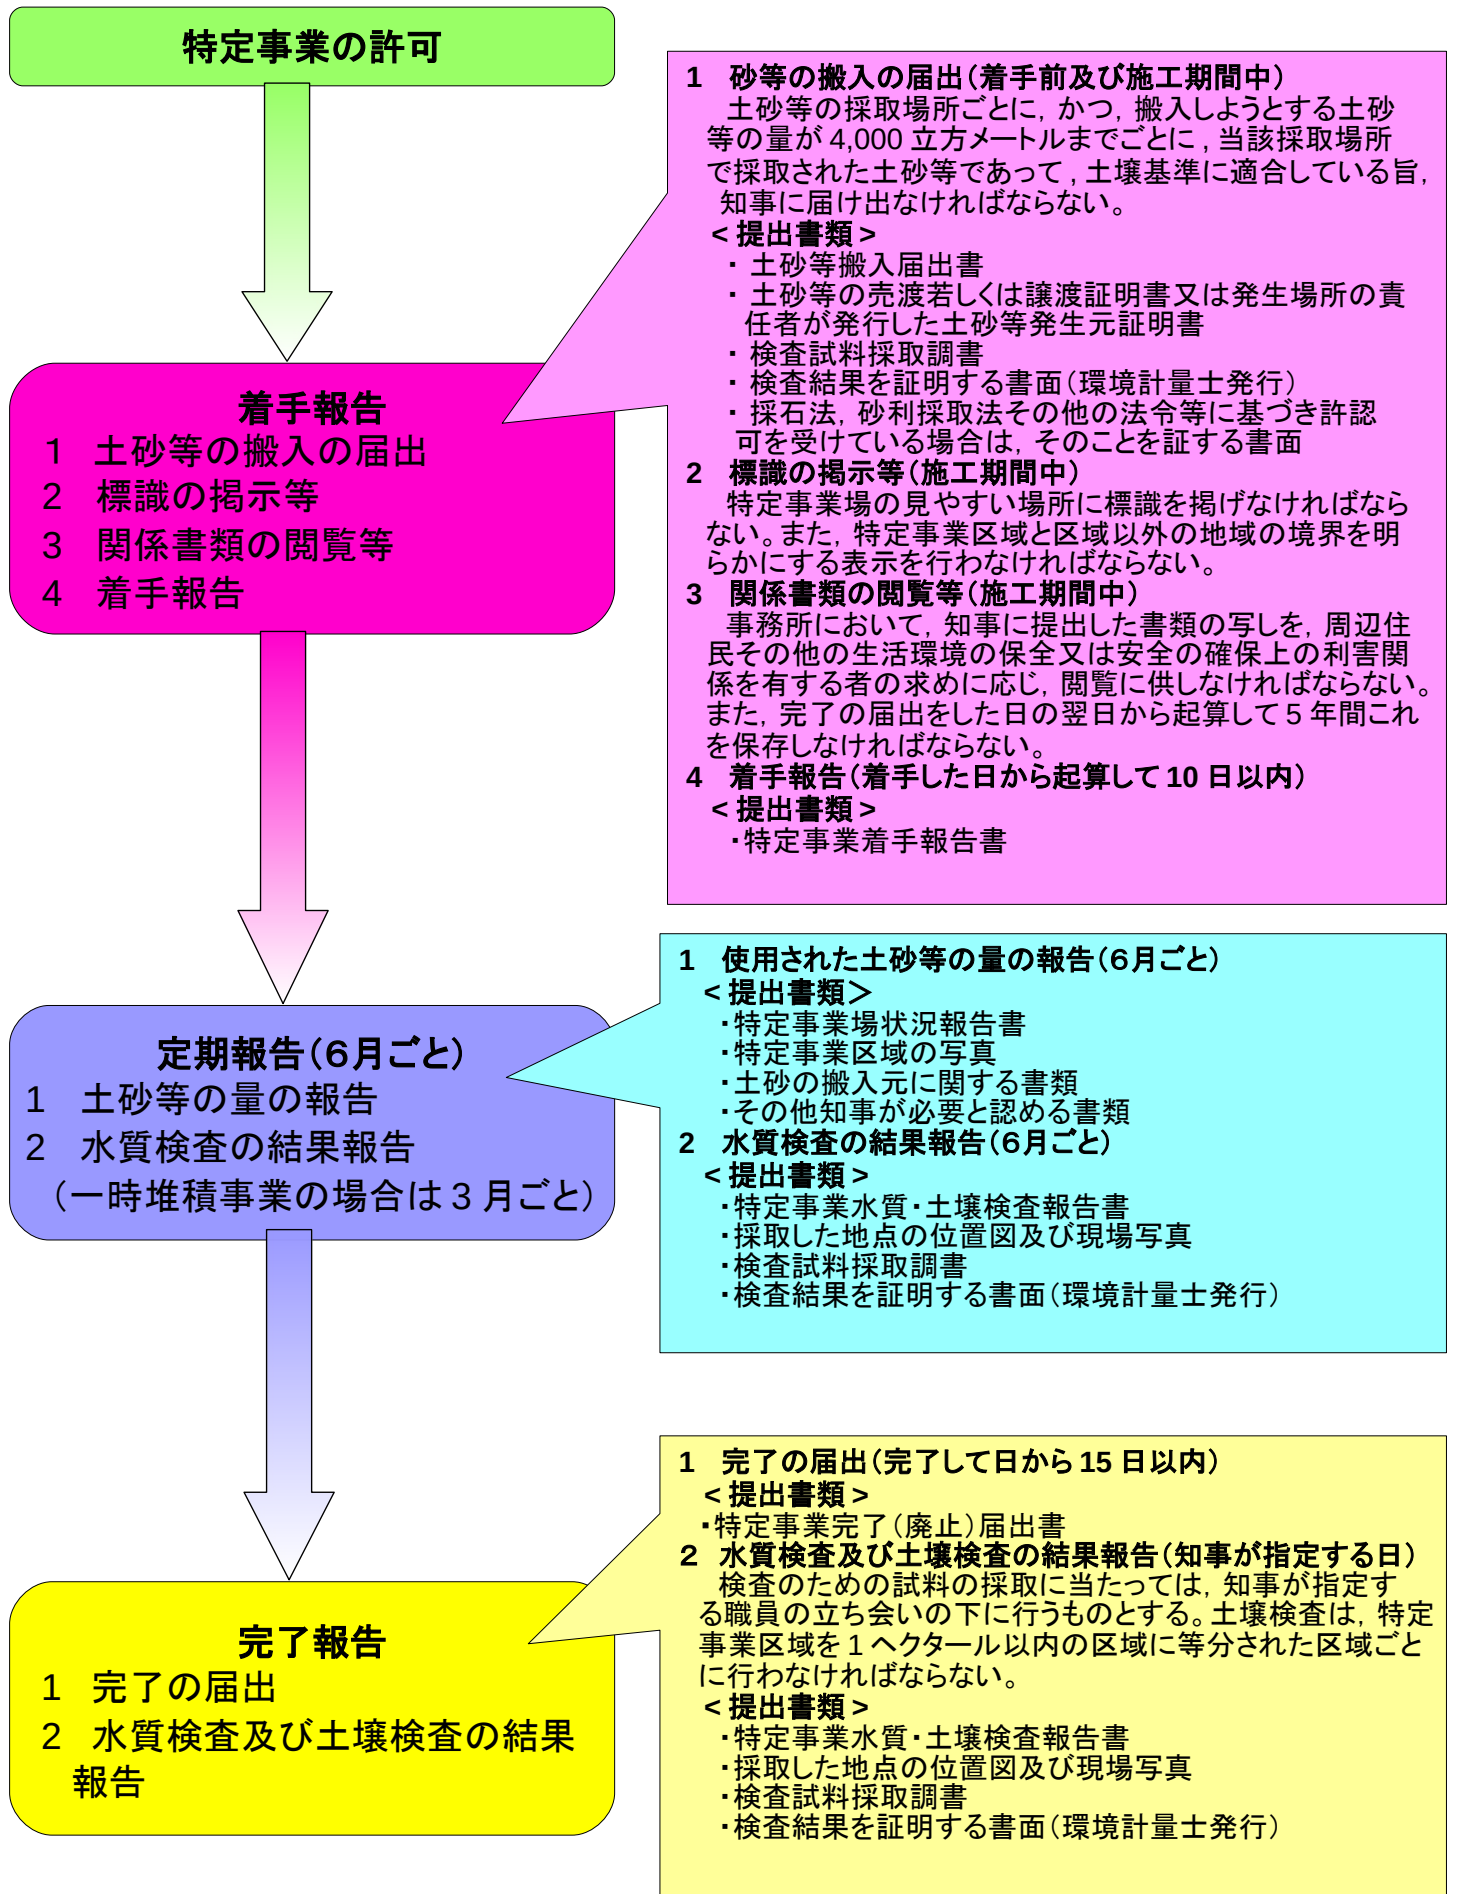 特定事業の許可
1　砂等の搬入の届出（着手前及び施工期間中）
土砂等の採取場所ごとに，かつ，搬入しようとする土砂
等の量が 4,000 立方メートルまでごとに , 当該採取場所
で採取された土砂等であって , 土壌基準に適合している旨，
知事に届け出なければならない。
< 提出書類 >
・ 土砂等搬入届出書
・ 土砂等の売渡若しくは譲渡証明書又は発生場所の責
任者が発行した土砂等発生元証明書
・ 検査試料採取調書
・ 検査結果を証明する書面（環境計量士発行）
・ 採石法，砂利採取法その他の法令等に基づき許認
可を受けている場合は，そのことを証する書面
2　標識の掲示等（施工期間中）
特定事業場の見やすい場所に標識を掲げなければなら
ない。また，特定事業区域と区域以外の地域の境界を明
らかにする表示を行わなければならない。
3　関係書類の閲覧等（施工期間中）
事務所において，知事に提出した書類の写しを，周辺住
民その他の生活環境の保全又は安全の確保上の利害関
係を有する者の求めに応じ，閲覧に供しなければならない。
また，完了の届出をした日の翌日から起算して 5 年間これ
を保存しなければならない。
4　着手報告（着手した日から起算して 10 日以内）
< 提出書類 >
・特定事業着手報告書
着手報告
１　土砂等の搬入の届出
2　標識の掲示等
3　関係書類の閲覧等
4　着手報告
1　使用された土砂等の量の報告（６月ごと）
< 提出書類＞
・特定事業場状況報告書
・特定事業区域の写真
・土砂の搬入元に関する書類
・その他知事が必要と認める書類
2　水質検査の結果報告（６月ごと）
< 提出書類 >
・特定事業水質・土壌検査報告書
・採取した地点の位置図及び現場写真
・検査試料採取調書
・検査結果を証明する書面（環境計量士発行）
定期報告（６月ごと）
1　土砂等の量の報告
2　水質検査の結果報告
（一時堆積事業の場合は 3 月ごと）
1　完了の届出（完了して日から 15 日以内）
< 提出書類 >
・特定事業完了（廃止）届出書
２　水質検査及び土壌検査の結果報告（知事が指定する日）
検査のための試料の採取に当たっては，知事が指定す
る職員の立ち会いの下に行うものとする。土壌検査は，特定
事業区域を 1 ヘクタール以内の区域に等分された区域ごと
に行わなければならない。
< 提出書類 >
・特定事業水質・土壌検査報告書
・採取した地点の位置図及び現場写真
・検査試料採取調書
・検査結果を証明する書面（環境計量士発行）
完了報告
1　完了の届出
2　水質検査及び土壌検査の結果
報告